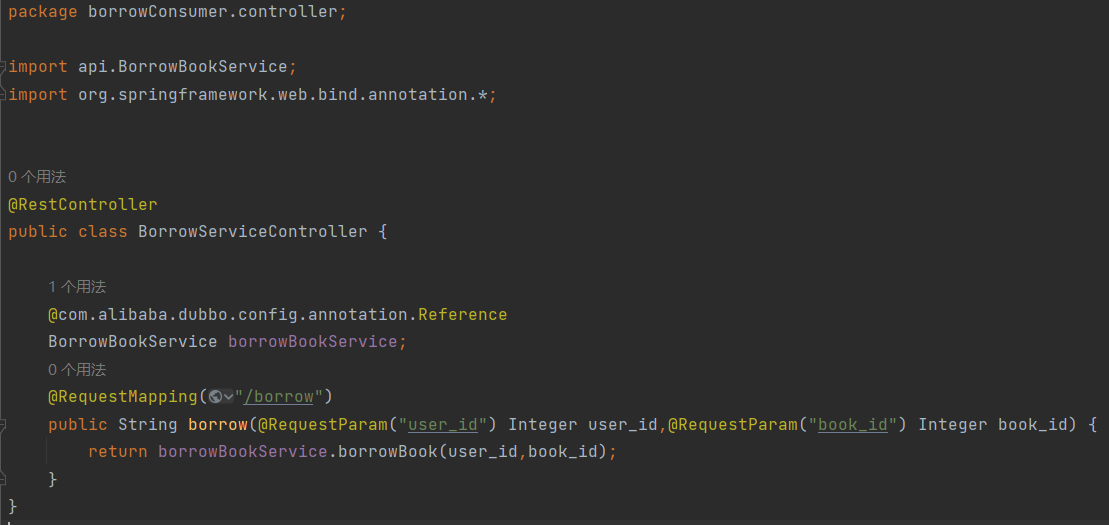 package borrowConsumer.controller;
import api.BorrowBookService;
import org.springframework.web.bind.annotation.*;
0 个用法
@RestController
public class BorrowServiceController {
1 个用法
@com.alibaba.dubbo.config.annotation.Reference
BorrowBookService borrowBookService;
0 个用法
@RequestMapping("/borrow")
public String borrow(@RequestParam("user_id") Integer user_id,@RequestParam("book_id") Integer book_id) {
return borrowBookService.borrowBook(user_id,book_id);
}
}